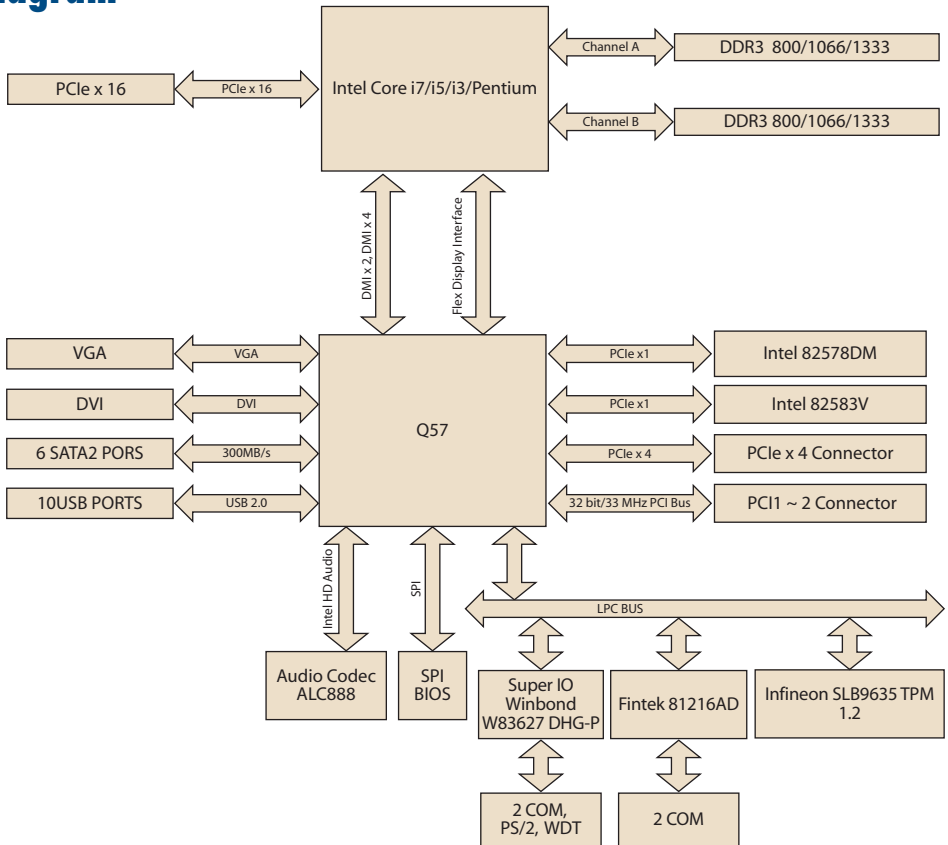 PCIe x 16
PCIe x 16
Intel Core i7/i5/i3/Pentium
Channel A
DDR3 800/1066/1333
Channel B
DDR3 800/1066/1333
DMI x 2, DMI x 4
Flex Display Interface
VGA
VGA
DVI
DVI
6 SATA2 PORS
300MB/s
10USB PORTS
USB 2.0
Q57
PCIe x1
Intel 82578DM
PCIe x1
Intel 82583V
PCIe x 4
PCIe x 4 Connector
32 bit/33 MHz PCI Bus
PCI1 ~ 2 Connector
Intel HD Audio
SPI
LPC BUS
Audio Codec
ALC888
SPI
BIOS
Super IO
Winbond
W83627 DHG-P
Fintek 81216AD
Infineon SLB9635 TPM
1.2
2 COM,
PS/2, WDT
2 COM